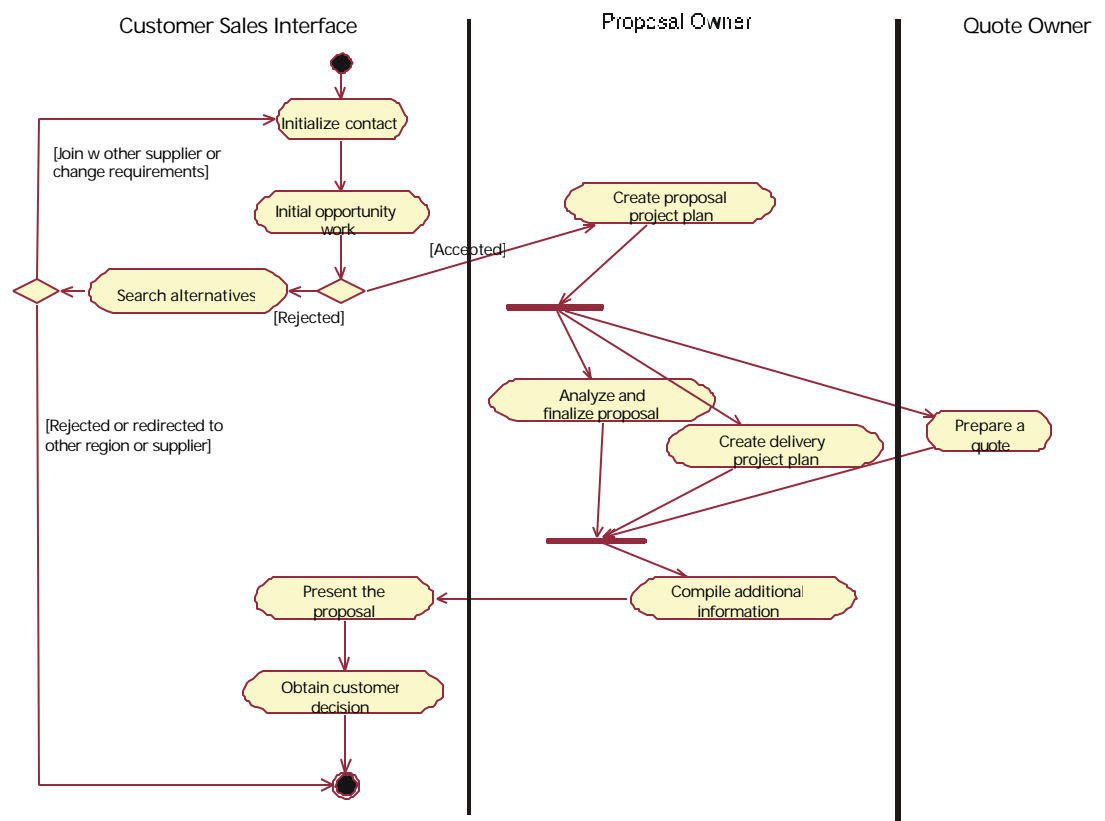 Customer Sales Interface
Proposal Owner
Quote Owner
Initialize contact
[Join w other supplier or
change requirements]
Initial opportunity
work
Create proposal
project plan
[Accepted]
Search alternatives
[Rejected]
Analyze and
finalize proposal
Create delivery
project plan
Prepare a
quote
[Rejected or redirected to
other region or supplier]
Present the
proposal
Compile additional
information
Obtain customer
decision